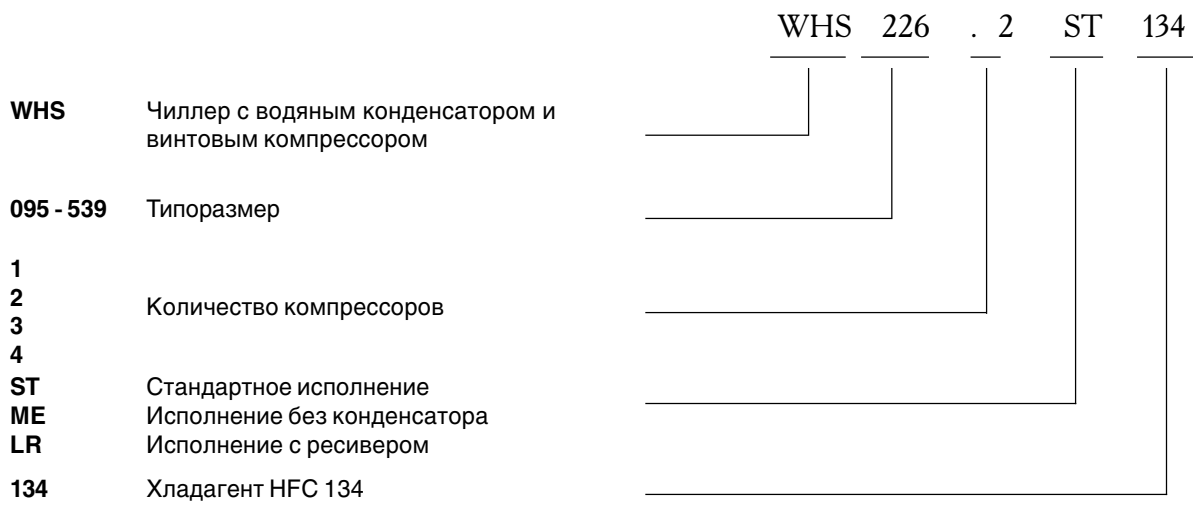 WHS 226 . 2 ST 134
WHS Чиллер с водяным конденсатором и
винтовым компрессором
095 - 539 Типоразмер
1
2
Количество компрессоров
3
4
ST Стандартное исполнение
ME Исполнение без конденсатора
LR Исполнение с ресивером
134 Хладагент HFC 134